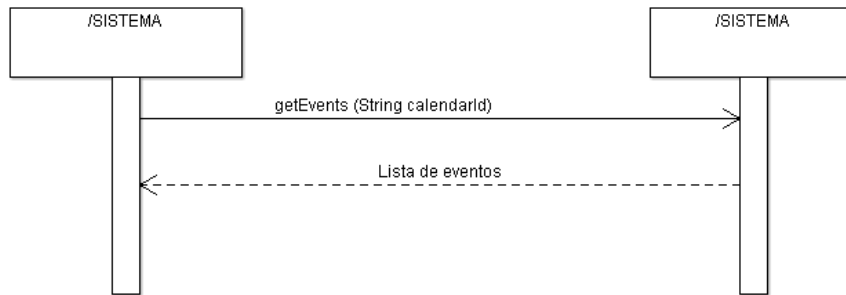 /SISTEMA
/SISTEMA
getEvents (String calendarId)
Lista de eventos